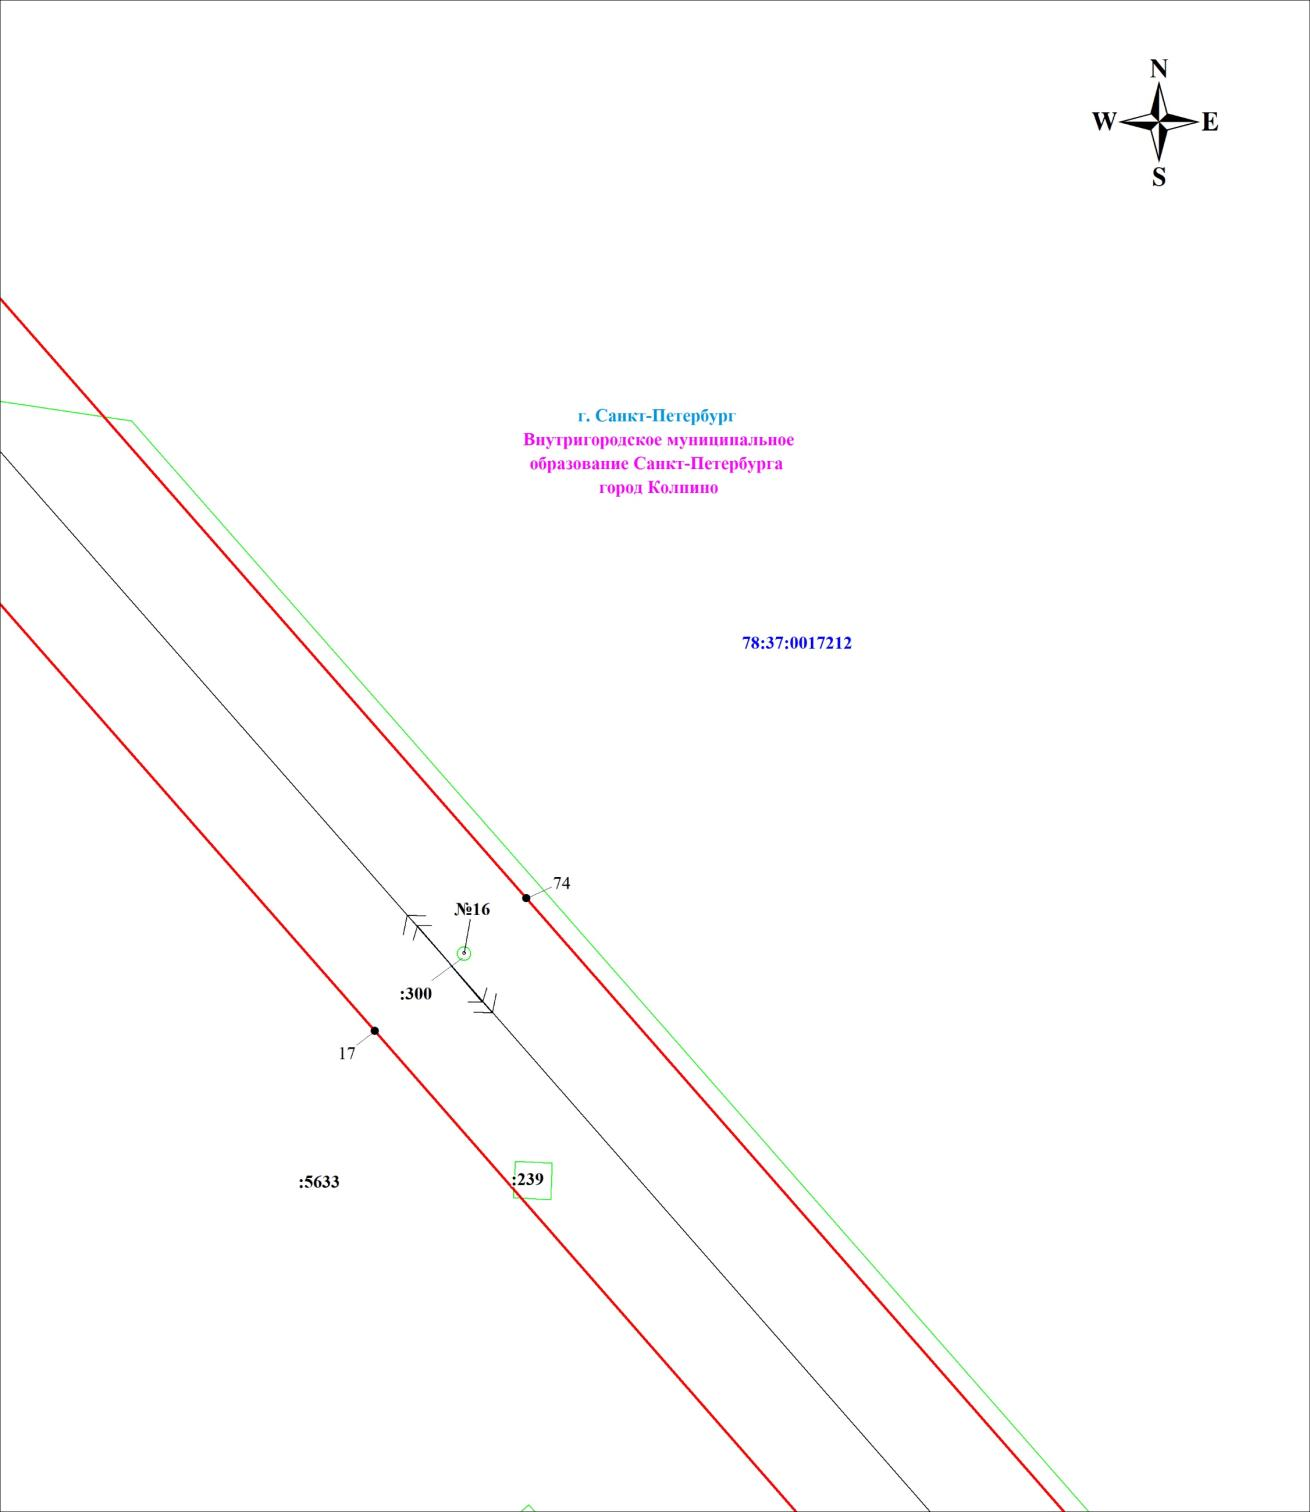 N
W E
S
г. Санкт-Петербург
Внутригородское муниципальное
образование Санкт-Петербурга
город Колпино
78:37:0017212
74
№16
:300
17
:239
:5633